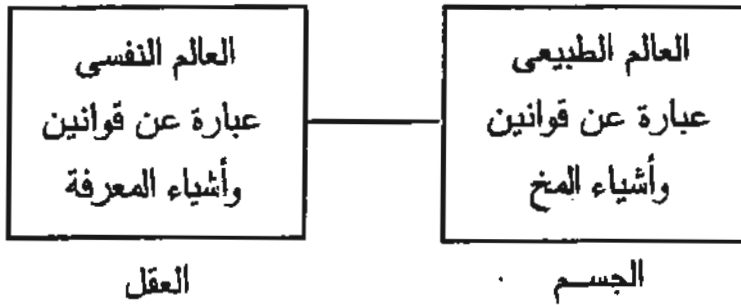 العالم الطبيعى
عبارة عن قوانين
وأشياء المخ
الجسم
العالم النفسى
عبارة عن قوانين
وأشياء المعرفة
العقل